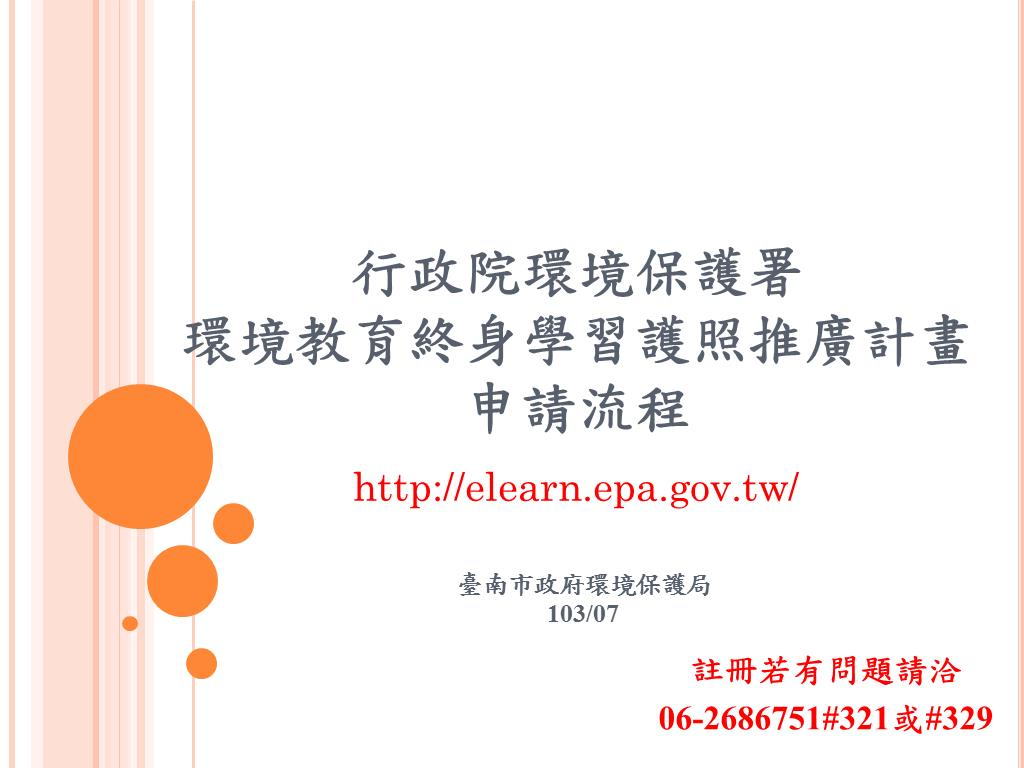 行政院環境保護署
環境教育終身學習護照推廣計畫
申請流程
http://elearn.epa.gov.tw/
臺南市政府環境保護局
103/07
註冊若有問題請洽
06-2686751#321或#329